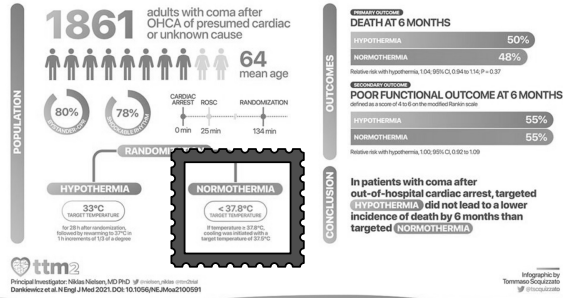 1861
adults with coma after
OHCA of presumed cardiac
or unknown cause
64
mean age
80%
BYSTANDER-CPR
78%
SHOCKABLE RHYTHM
CARDIAC
ARREST
ROSC
RANDOMIZATION
0 min
25 min
134 min
POPULATION
HYPOTHERMIA
33°C
TARGET TEMPERATURE
for 28 h after randomization,
followed by rewarming to 37°C in
1 h increments of 1/3 of a degree
NORMOTHERMIA
< 37.8°C
TARGET TEMPERATURE
If temperature ≥ 37.8°C,
cooling was initiated with a
target temperature of 37.5°C
OUTCOMES
PRIMARY OUTCOME
DEATH AT 6 MONTHS
HYPOTHERMIA 50%
NORMOTHERMIA 48%
Relative risk with hypothermia, 1.04; 95% CI, 0.94 to 1.14; P = 0.37
SECONDARY OUTCOME
POOR FUNCTIONAL OUTCOME AT 6 MONTHS
defined as a score of 4 to 6 on the modified Rankin scale
HYPOTHERMIA 55%
NORMOTHERMIA 55%
Relative risk with hypothermia, 1.00; 95% CI, 0.92 to 1.09
CONCLUSION
In patients with coma after
out-of-hospital cardiac arrest, targeted
HYPOTHERMIA did not lead to a lower
incidence of death by 6 months than
targeted NORMOTHERMIA
ttm2
Principal Investigator: Niklas Nielsen, MD PhD @nielsen_niklas @ttm2trial
Dankiewicz et al. N Engl J Med 2021. DOI: 10.1056/NEJMoa2100591
Infographic by
Tommaso Scquizzato
@tscquizzato